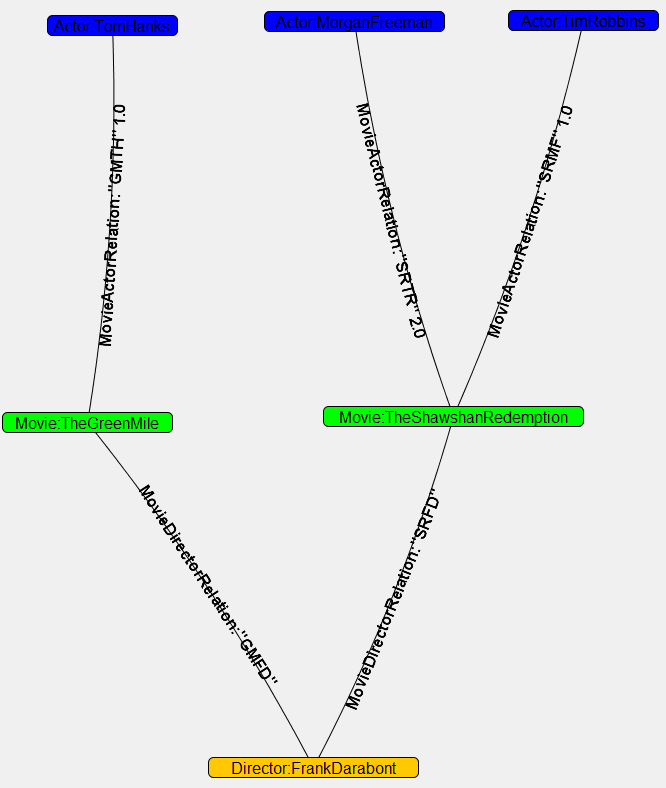 Actor:TomHanks
Actor:MorganFreeman
Actor:TimRobbins
MovieActorRelation: "GMTH" 1.0
MovieActorRelation: "SRTR" 2.0
MovieActorRelation: "SRMF" 1.0
Movie:TheGreenMile
Movie:TheShawshanRedemption
MovieDirectorRelation: "GMFD"
MovieDirectorRelation: "SRFD"
Director:FrankDarabont